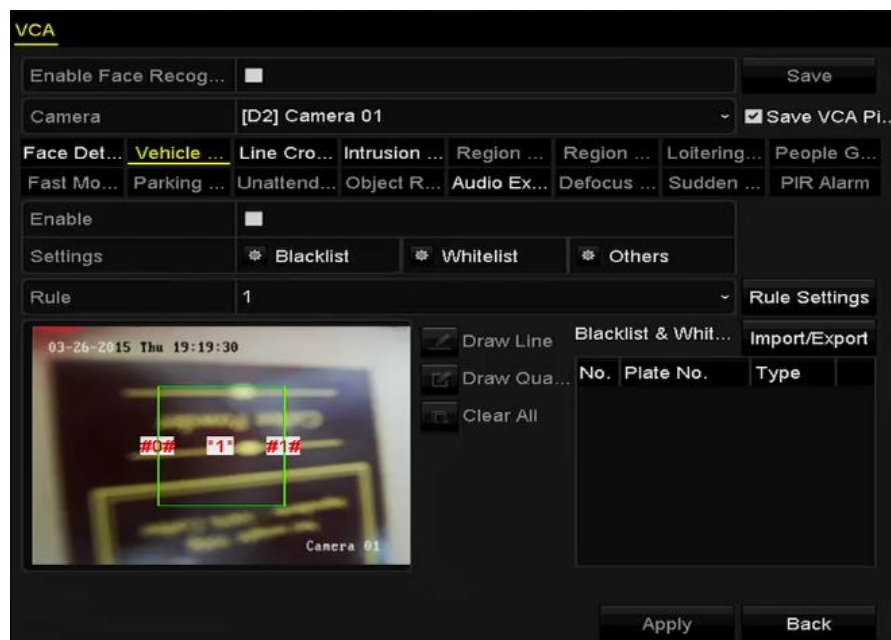 VCA
Enable Face Recog...
Save
Camera
[D2] Camera 01
Save VCA Pi..
Face Det...
Vehicle ...
Line Cro...
Intrusion ...
Region ...
Region ...
Loitering...
People G...
Fast Mo...
Parking ...
Unattend...
Object R...
Audio Ex...
Defocus ...
Sudden ...
PIR Alarm
Enable
Settings
Blacklist
Whitelist
Others
Rule
1
Rule Settings
03-26-2015 Thu 19:19:30
#0#
*1*
#1#
Camera 01
Draw Line
Draw Qua...
Clear All
Blacklist & Whit...
Import/Export
No.
Plate No.
Type
Apply
Back